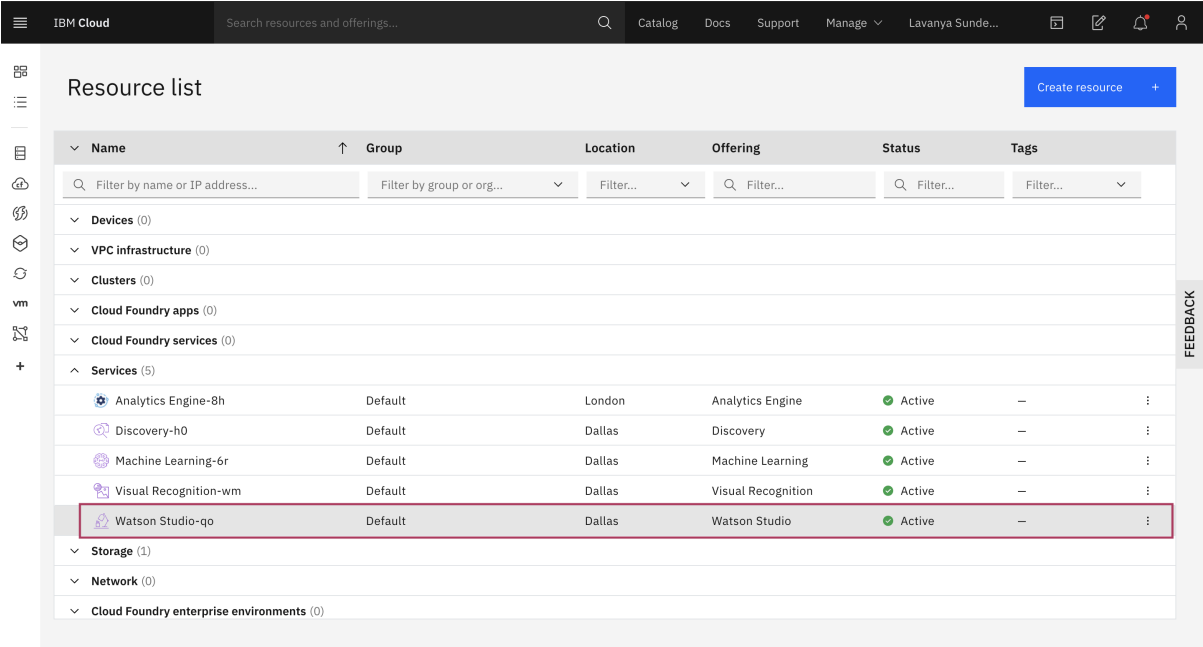 IBM Cloud Search resources and offerings... Catalog Docs Support Manage Lavanya Sunde...
Resource list Create resource +
Name Group Location Offering Status Tags
Filter by name or IP address... Filter by group or org... Filter... Filter... Filter... Filter...
Devices (0)
VPC infrastructure (0)
Clusters (0)
vm
Cloud Foundry apps (0)
Cloud Foundry services (0)
FEEDBACK
Services (5)
Analytics Engine-8h Default London Analytics Engine Active —
Discovery-h0 Default Dallas Discovery Active —
Machine Learning-6r Default Dallas Machine Learning Active —
Visual Recognition-wm Default Dallas Visual Recognition Active —
Watson Studio-qo Default Dallas Watson Studio Active —
Storage (1)
Network (0)
Cloud Foundry enterprise environments (0)